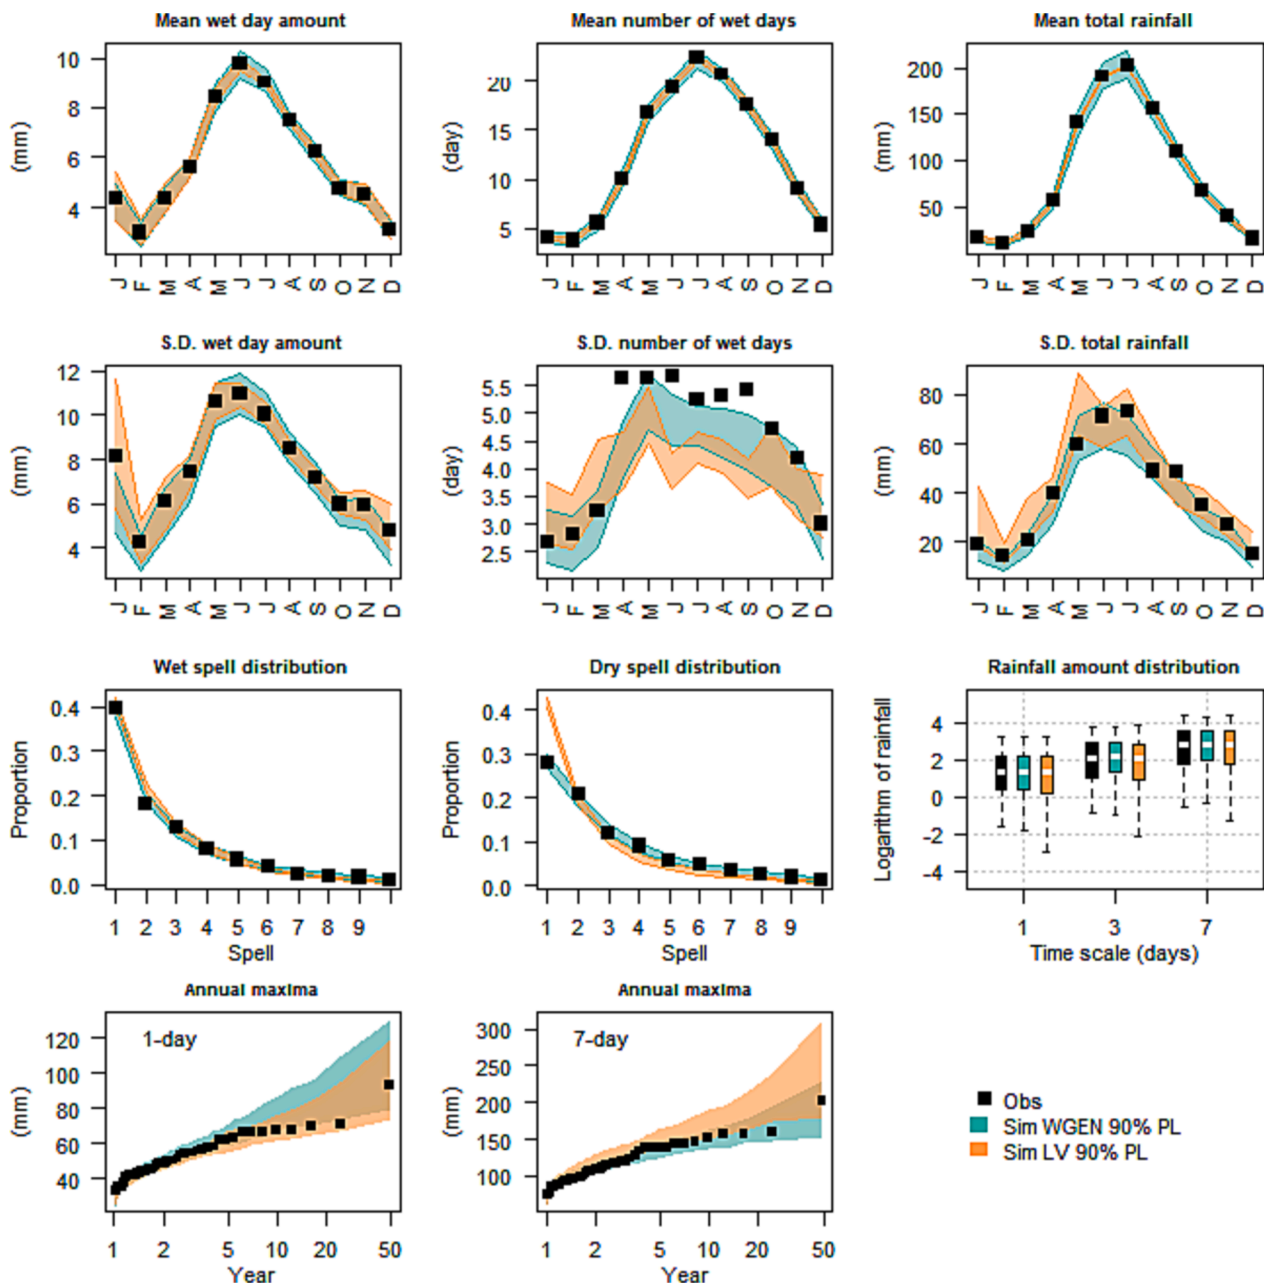 Mean wet day amount
Mean number of wet days
Mean total rainfall
10
8
6
4
(mm)
J F M A M J J A S O N D
20
15
10
5
(day)
J F M A M J J A S O N D
200
150
100
50
(mm)
J F M A M J J A S O N D
S.D. wet day amount
S.D. number of wet days
S.D. total rainfall
12
10
8
6
4
(mm)
J F M A M J J A S O N D
5.5
5.0
4.5
4.0
3.5
3.0
2.5
(day)
J F M A M J J A S O N D
80
60
40
20
(mm)
J F M A M J J A S O N D
Wet spell distribution
Dry spell distribution
Rainfall amount distribution
0.4
0.3
0.2
0.1
0.0
Proportion
1 2 3 4 5 6 7 8 9
Spell
0.4
0.3
0.2
0.1
0.0
Proportion
1 2 3 4 5 6 7 8 9
Spell
4
2
0
-2
-4
Logarithm of rainfall
1 3 7
Time scale (days)
Annual maxima
Annual maxima
1-day
120
100
80
60
40
(mm)
1 2 5 10 20 50
Year
7-day
300
250
200
150
100
(mm)
1 2 5 10 20 50
Year
Obs
Sim WGEN 90% PL
Sim LV 90% PL